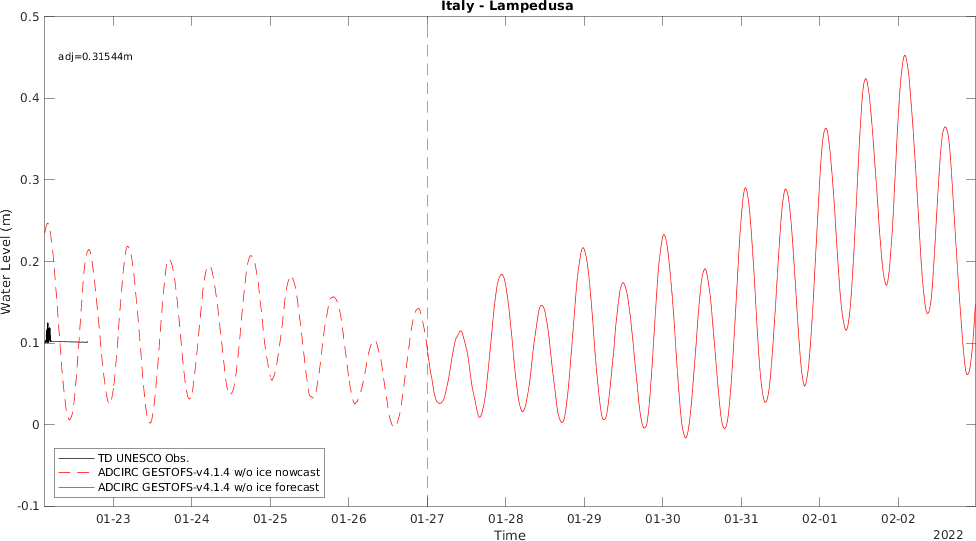 Italy - Lampedusa
adj=0.31544m
Water Level (m)
0.5
0.4
0.3
0.2
0.1
0
-0.1
TD UNESCO Obs.
ADCIRC GESTOFS-v4.1.4 w/o ice nowcast
ADCIRC GESTOFS-v4.1.4 w/o ice forecast
01-23 01-24 01-25 01-26 01-27 01-28 01-29 01-30 01-31 02-01 02-02
Time
2022